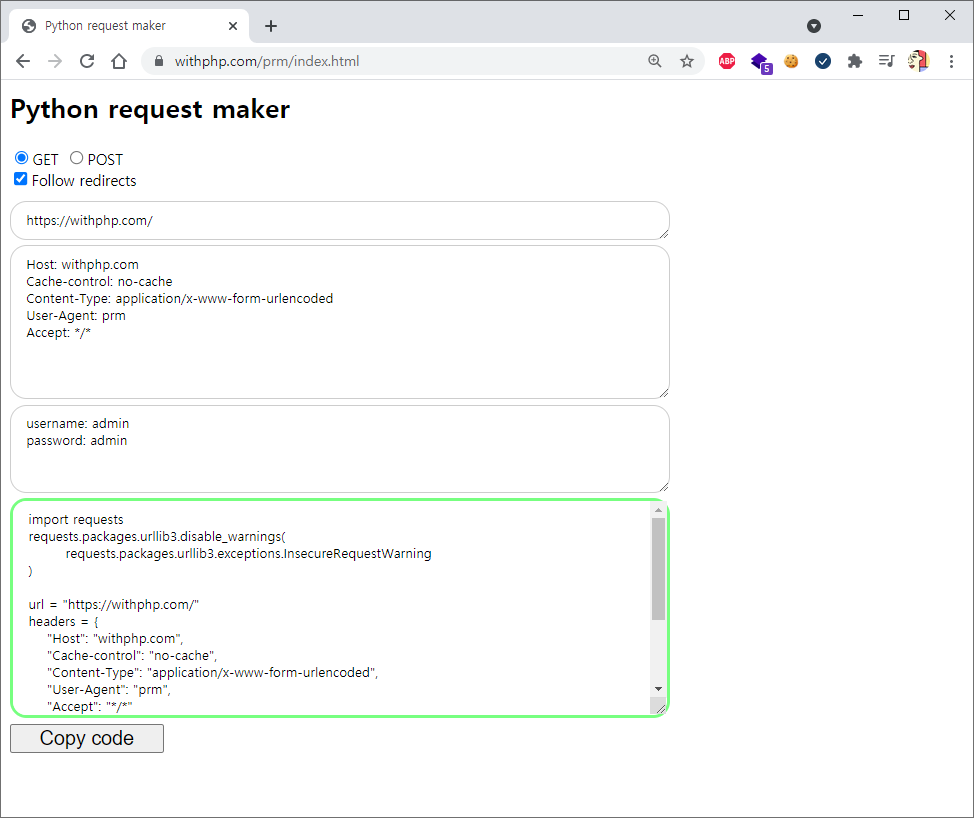 Python request maker
withphp.com/prm/index.html
ABP
5
Python request maker
GET POST
Follow redirects
https://withphp.com/
Host: withphp.com
Cache-control: no-cache
Content-Type: application/x-www-form-urlencoded
User-Agent: prm
Accept: */*
username: admin
password: admin
import requests
requests.packages.urllib3.disable_warnings(
requests.packages.urllib3.exceptions.InsecureRequestWarning
)
url = "https://withphp.com/"
headers = {
"Host": "withphp.com",
"Cache-control": "no-cache",
"Content-Type": "application/x-www-form-urlencoded",
"User-Agent": "prm",
"Accept": "*/*"
Copy code